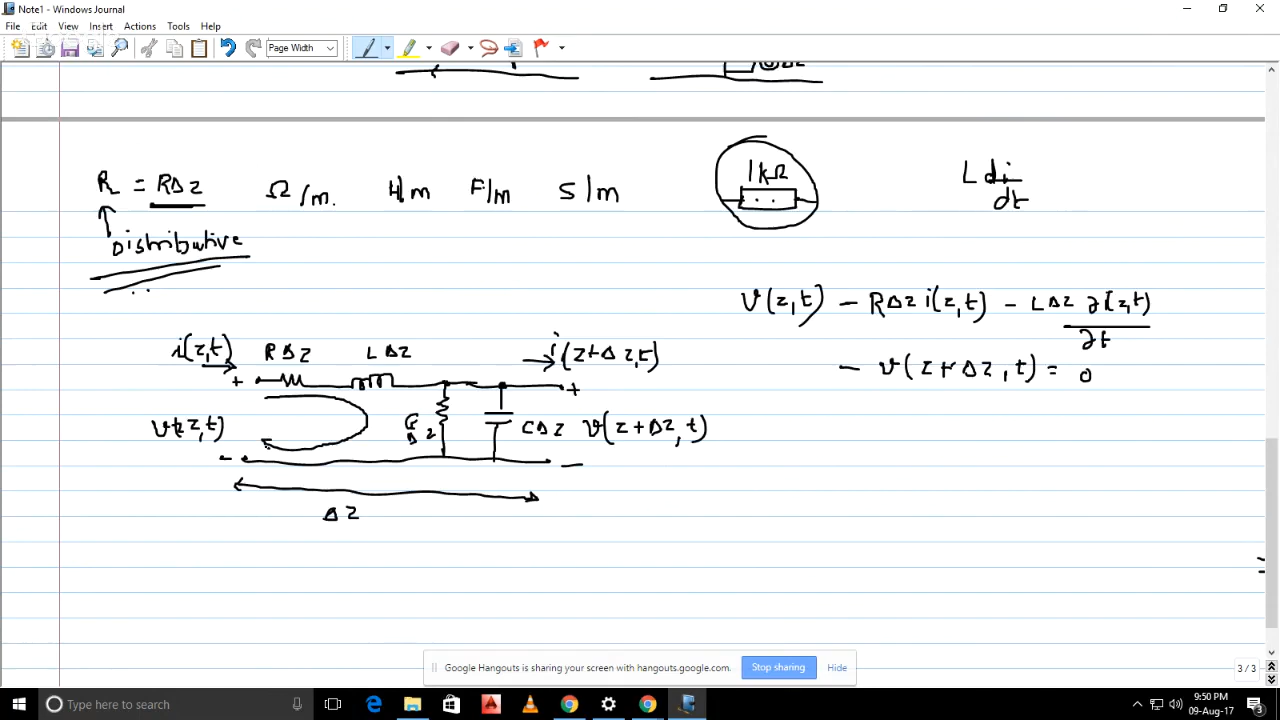 Note1 - Windows Journal
File Edit View Insert Actions Tools Help
Page Width
R = RΔz Ω/m. H/m F/m S/m
Distributive
1kΩ
L di/dt
v(z,t) - RΔz i(z,t) - LΔz ∂i(z,t)/∂t
- v(z+Δz,t) = 0
i(z,t) RΔz LΔz i(z+Δz,t)
+ +
v(z,t) GΔz CΔz v(z+Δz,t)
- -
Δz
Google Hangouts is sharing your screen with hangouts.google.com. Stop sharing Hide
3/3
Type here to search
9:50 PM
09-Aug-17